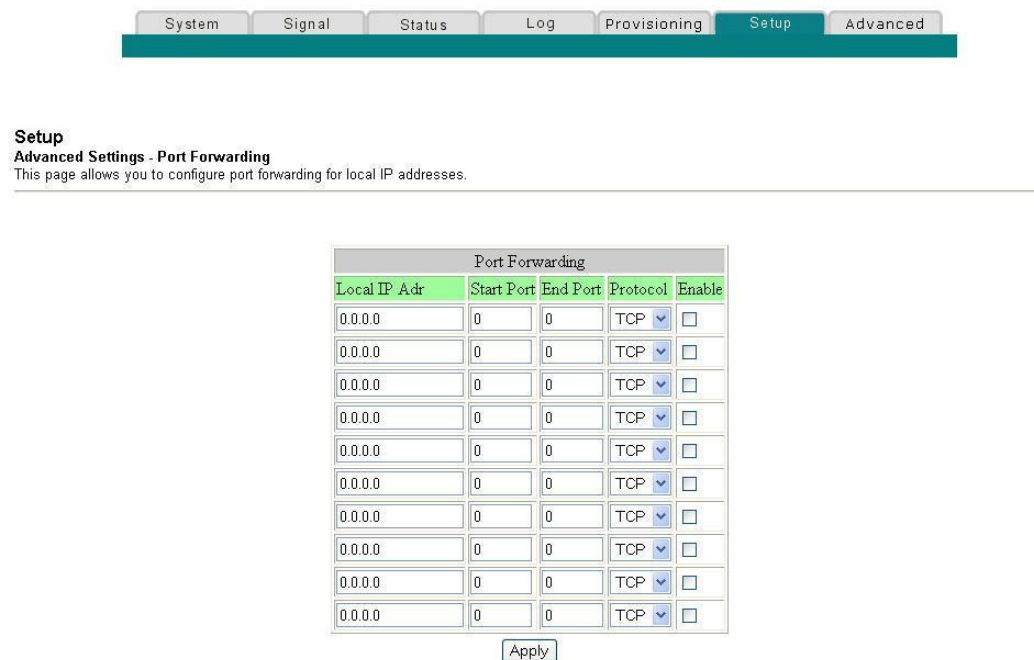 System Signal Status Log Provisioning Setup Advanced
Setup
Advanced Settings - Port Forwarding
This page allows you to configure port forwarding for local IP addresses.
Port Forwarding
Local IP Adr Start Port End Port Protocol Enable
0.0.0.0 0 0 TCP
0.0.0.0 0 0 TCP
0.0.0.0 0 0 TCP
0.0.0.0 0 0 TCP
0.0.0.0 0 0 TCP
0.0.0.0 0 0 TCP
0.0.0.0 0 0 TCP
0.0.0.0 0 0 TCP
0.0.0.0 0 0 TCP
0.0.0.0 0 0 TCP
Apply